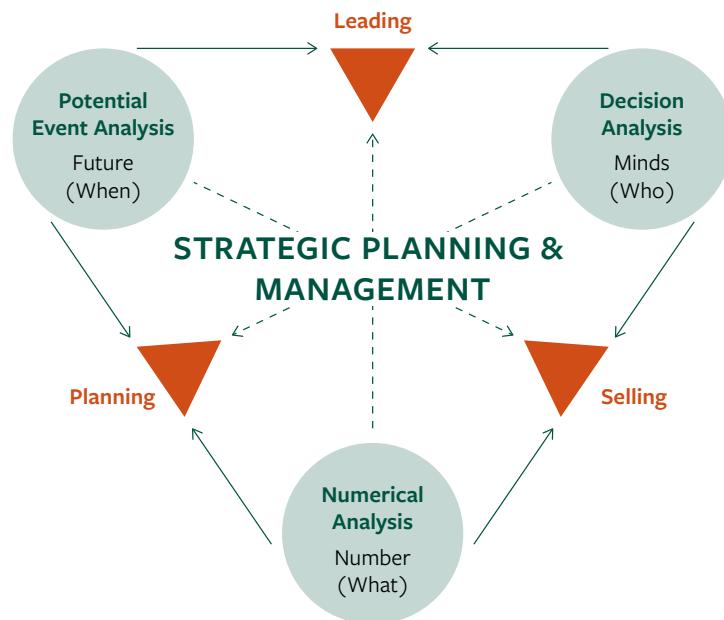 Leading
Potential
Event Analysis
Future
(When)
Decision
Analysis
Minds
(Who)
STRATEGIC PLANNING &
MANAGEMENT
Planning
Selling
Numerical
Analysis
Number
(What)